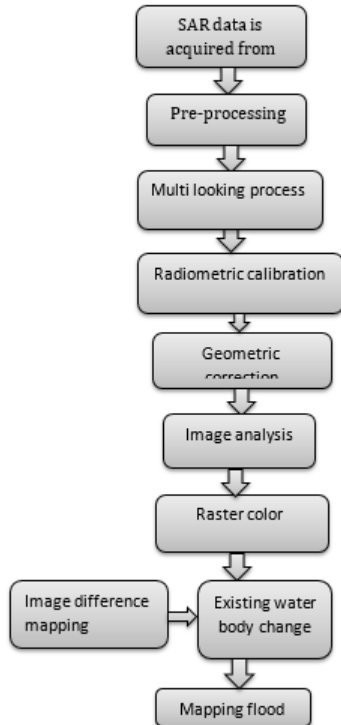 SAR data is
acquired from
Pre-processing
Multi looking process
Radiometric calibration
Geometric
correction
Image analysis
Raster color
Image difference
mapping
Existing water
body change
Mapping flood